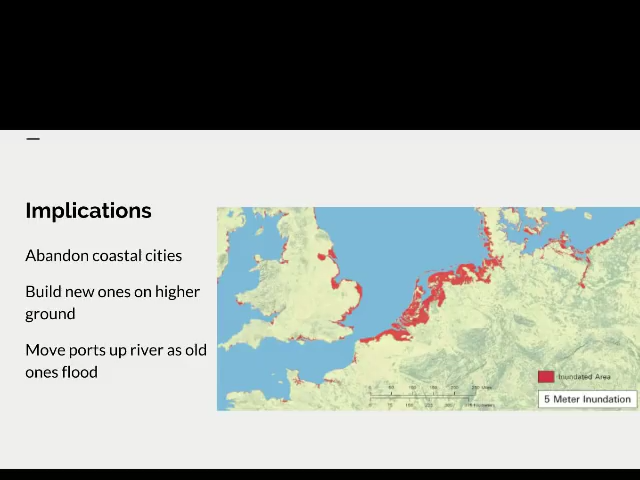 Implications
Abandon coastal cities
Build new ones on higher
ground
Move ports up river as old
ones flood
Inundated Area
5 Meter Inundation